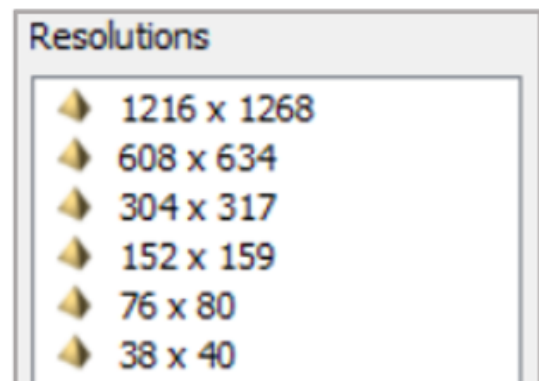 Resolutions
1216 x 1268
608 x 634
304 x 317
152 x 159
76 x 80
38 x 40